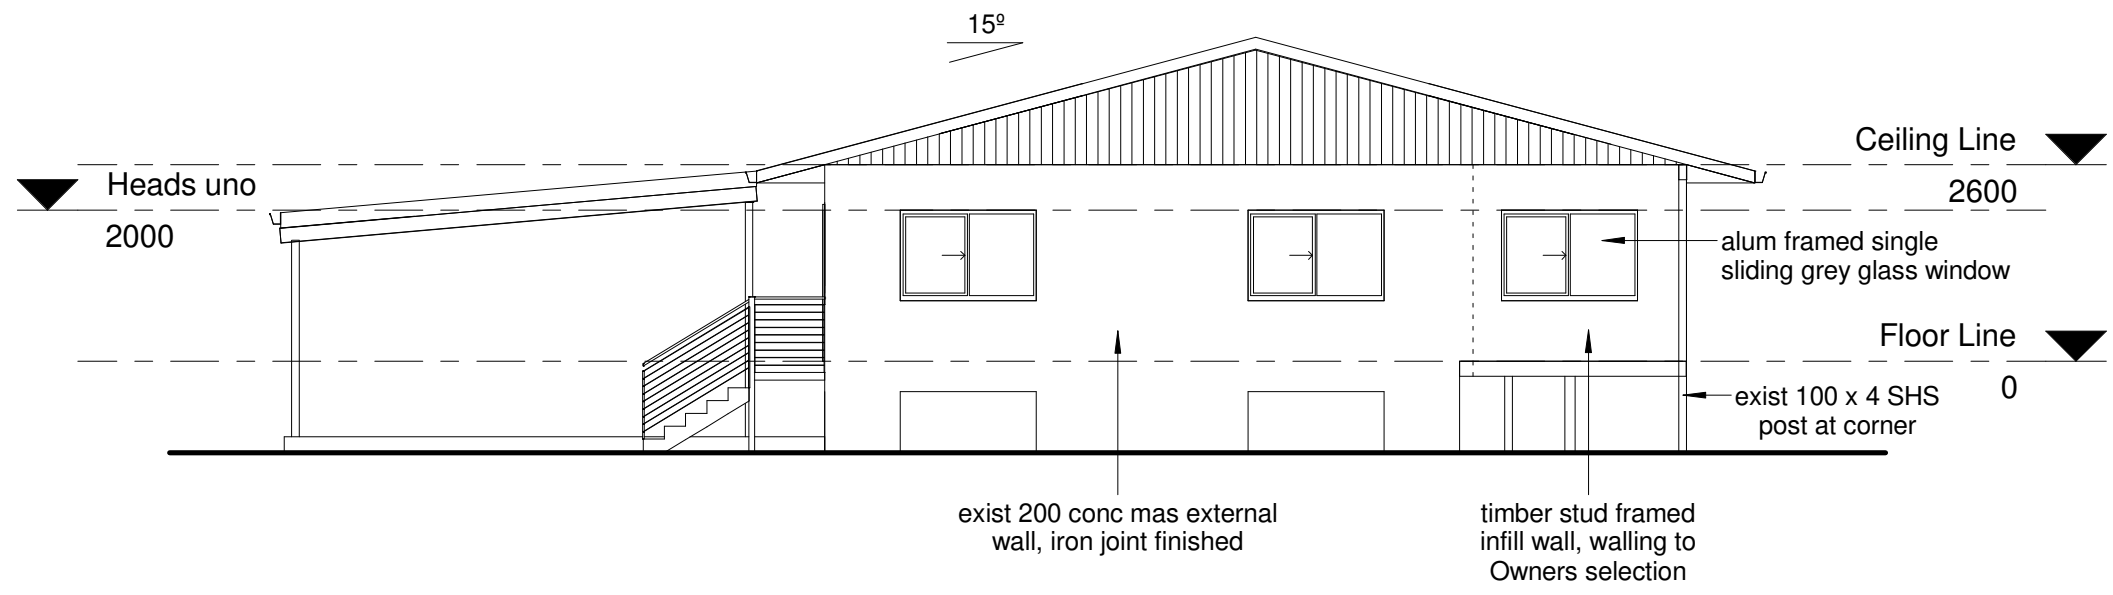 15º
Ceiling Line
2600
Heads uno
2000
alum framed single
sliding grey glass window
Floor Line
0
exist 100 x 4 SHS
post at corner
exist 200 conc mas external
wall, iron joint finished
timber stud framed
infill wall, walling to
Owners selection